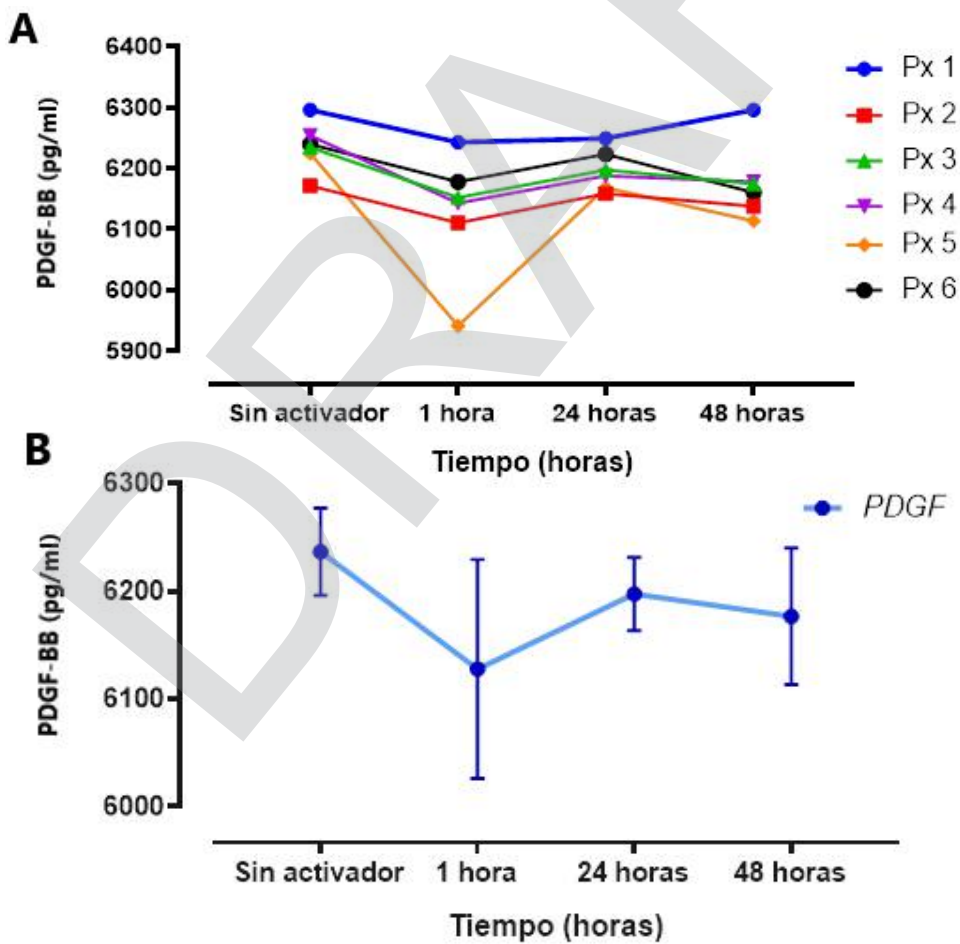 A
6400
6300
6200
6100
6000
5900
PDGF-BB (pg/ml)
Px 1
Px 2
Px 3
Px 4
Px 5
Px 6
Sin activador 1 hora 24 horas 48 horas
Tiempo (horas)
B
6300
6200
6100
6000
PDGF-BB (pg/ml)
PDGF
Sin activador 1 hora 24 horas 48 horas
Tiempo (horas)